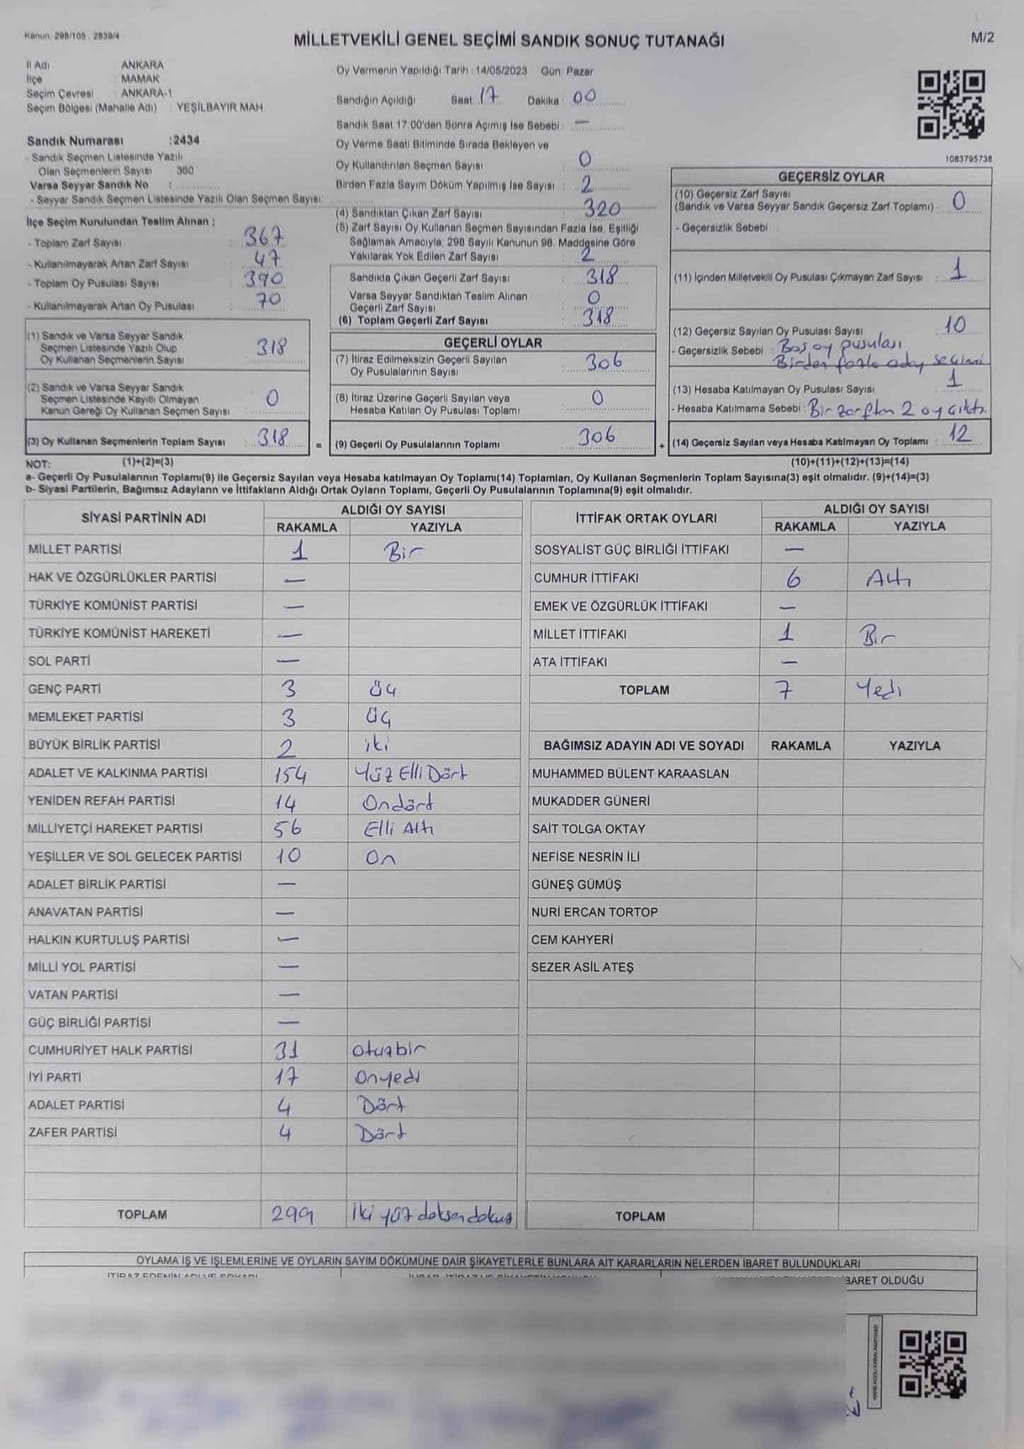 Kanun: 298/105 , 2839/4
MİLLETVEKİLİ GENEL SEÇİMİ SANDIK SONUÇ TUTANAĞI
M/2
İl Adı : ANKARA
İlçe : MAMAK
Seçim Çevresi : ANKARA-1
Seçim Bölgesi (Mahalle Adı) : YEŞİLBAYIR MAH
Sandık Numarası :2434
- Sandık Seçmen Listesinde Yazılı
Olan Seçmenlerin Sayısı : 360
Varsa Seyyar Sandık No :
- Seyyar Sandık Seçmen Listesinde Yazılı Olan Seçmen Sayısı:
İlçe Seçim Kurulundan Teslim Alınan :
- Toplam Zarf Sayısı : 367
- Kullanılmayarak Artan Zarf Sayısı : 47
- Toplam Oy Pusulası Sayısı : 390
- Kullanılmayarak Artan Oy Pusulası : 70
(1) Sandık ve Varsa Seyyar Sandık
Seçmen Listesinde Yazılı Olup
Oy Kullanan Seçmenlerin Sayısı : 318
(2) Sandık ve Varsa Seyyar Sandık
Seçmen Listesinde Kayıtlı Olmayan
Kanun Gereği Oy Kullanan Seçmen Sayısı : 0
(3) Oy Kullanan Seçmenlerin Toplam Sayısı : 318
Oy Vermenin Yapıldığı Tarih :14/05/2023 Gün: Pazar
Sandığın Açıldığı Saat: 17 Dakika : 00
Sandık Saat 17:00'den Sonra Açımış İse Sebebi: —
Oy Verme Saati Bitiminde Sırada Bekleyen ve
Oy Kullandırılan Seçmen Sayısı : 0
Birden Fazla Sayım Döküm Yapılmış İse Sayısı : 2
(4) Sandıktan Çıkan Zarf Sayısı : 320
(5) Zarf Sayısı Oy Kullanan Seçmen Sayısından Fazla İse, Eşitliği
Sağlamak Amacıyla, 298 Sayılı Kanunun 98. Maddesine Göre
Yakılarak Yok Edilen Zarf Sayısı : 2
Sandıkta Çıkan Geçerli Zarf Sayısı : 318
Varsa Seyyar Sandıktan Teslim Alınan
Geçerli Zarf Sayısı : 0
(6) Toplam Geçerli Zarf Sayısı : 318
GEÇERLİ OYLAR
(7) İtiraz Edilmeksizin Geçerli Sayılan
Oy Pusulalarının Sayısı : 306
(8) İtiraz Üzerine Geçerli Sayılan veya
Hesaba Katılan Oy Pusulası Toplamı : 0
= (9) Geçerli Oy Pusulalarının Toplamı : 306
1083795738
GEÇERSİZ OYLAR
(10) Geçersiz Zarf Sayısı
(Sandık ve Varsa Seyyar Sandık Geçersiz Zarf Toplamı) : 0
- Geçersizlik Sebebi :
(11) İçinden Milletvekili Oy Pusulası Çıkmayan Zarf Sayısı : 1
(12) Geçersiz Sayılan Oy Pusulası Sayısı : 10
- Geçersizlik Sebebi : Boş oy pusulası
Birden fazla aday seçimi
(13) Hesaba Katılmayan Oy Pusulası Sayısı : 1
- Hesaba Katılmama Sebebi : Bir zarftan 2 oy çıktı.
+ (14) Geçersiz Sayılan veya Hesaba Katılmayan Oy Toplamı : 12
NOT: (1)+(2)=(3) (10)+(11)+(12)+(13)=(14)
a- Geçerli Oy Pusulalarının Toplamı(9) ile Geçersiz Sayılan veya Hesaba katılmayan Oy Toplamı(14) Toplamları, Oy Kullanan Seçmenlerin Toplam Sayısına(3) eşit olmalıdır. (9)+(14)=(3)
b- Siyasi Partilerin, Bağımsız Adayların ve İttifakların Aldığı Ortak Oyların Toplamı, Geçerli Oy Pusulalarının Toplamına(9) eşit olmalıdır.
SİYASİ PARTİNİN ADI ALDIĞI OY SAYISI
RAKAMLA YAZIYLA
MİLLET PARTİSİ 1 Bir
HAK VE ÖZGÜRLÜKLER PARTİSİ —
TÜRKİYE KOMÜNİST PARTİSİ —
TÜRKİYE KOMÜNİST HAREKETİ —
SOL PARTİ —
GENÇ PARTİ 3 üç
MEMLEKET PARTİSİ 3 üç
BÜYÜK BİRLİK PARTİSİ 2 iki
ADALET VE KALKINMA PARTİSİ 154 Yüz Elli Dört
YENİDEN REFAH PARTİSİ 14 Ondört
MİLLİYETÇİ HAREKET PARTİSİ 56 Elli Altı
YEŞİLLER VE SOL GELECEK PARTİSİ 10 On
ADALET BİRLİK PARTİSİ —
ANAVATAN PARTİSİ —
HALKIN KURTULUŞ PARTİSİ —
MİLLİ YOL PARTİSİ —
VATAN PARTİSİ —
GÜÇ BİRLİĞİ PARTİSİ —
CUMHURİYET HALK PARTİSİ 31 otuzbir
İYİ PARTİ 17 Onyedi
ADALET PARTİSİ 4 Dört
ZAFER PARTİSİ 4 Dört
TOPLAM 299 İki yüz doksan dokuz
İTTİFAK ORTAK OYLARI ALDIĞI OY SAYISI
RAKAMLA YAZIYLA
SOSYALİST GÜÇ BİRLİĞİ İTTİFAKI —
CUMHUR İTTİFAKI 6 Altı
EMEK VE ÖZGÜRLÜK İTTİFAKI —
MİLLET İTTİFAKI 1 Bir
ATA İTTİFAKI —
TOPLAM 7 Yedi
BAĞIMSIZ ADAYIN ADI VE SOYADI RAKAMLA YAZIYLA
MUHAMMED BÜLENT KARAASLAN
MUKADDER GÜNERİ
SAİT TOLGA OKTAY
NEFİSE NESRİN İLİ
GÜNEŞ GÜMÜŞ
NURİ ERCAN TORTOP
CEM KAHYERİ
SEZER ASİL ATEŞ
TOPLAM
OYLAMA İŞ VE İŞLEMLERİNE VE OYLARIN SAYIM DÖKÜMÜNE DAİR ŞİKAYETLERLE BUNLARA AİT KARARLARIN NELERDEN İBARET BULUNDUKLARI
İBARET OLDUĞU